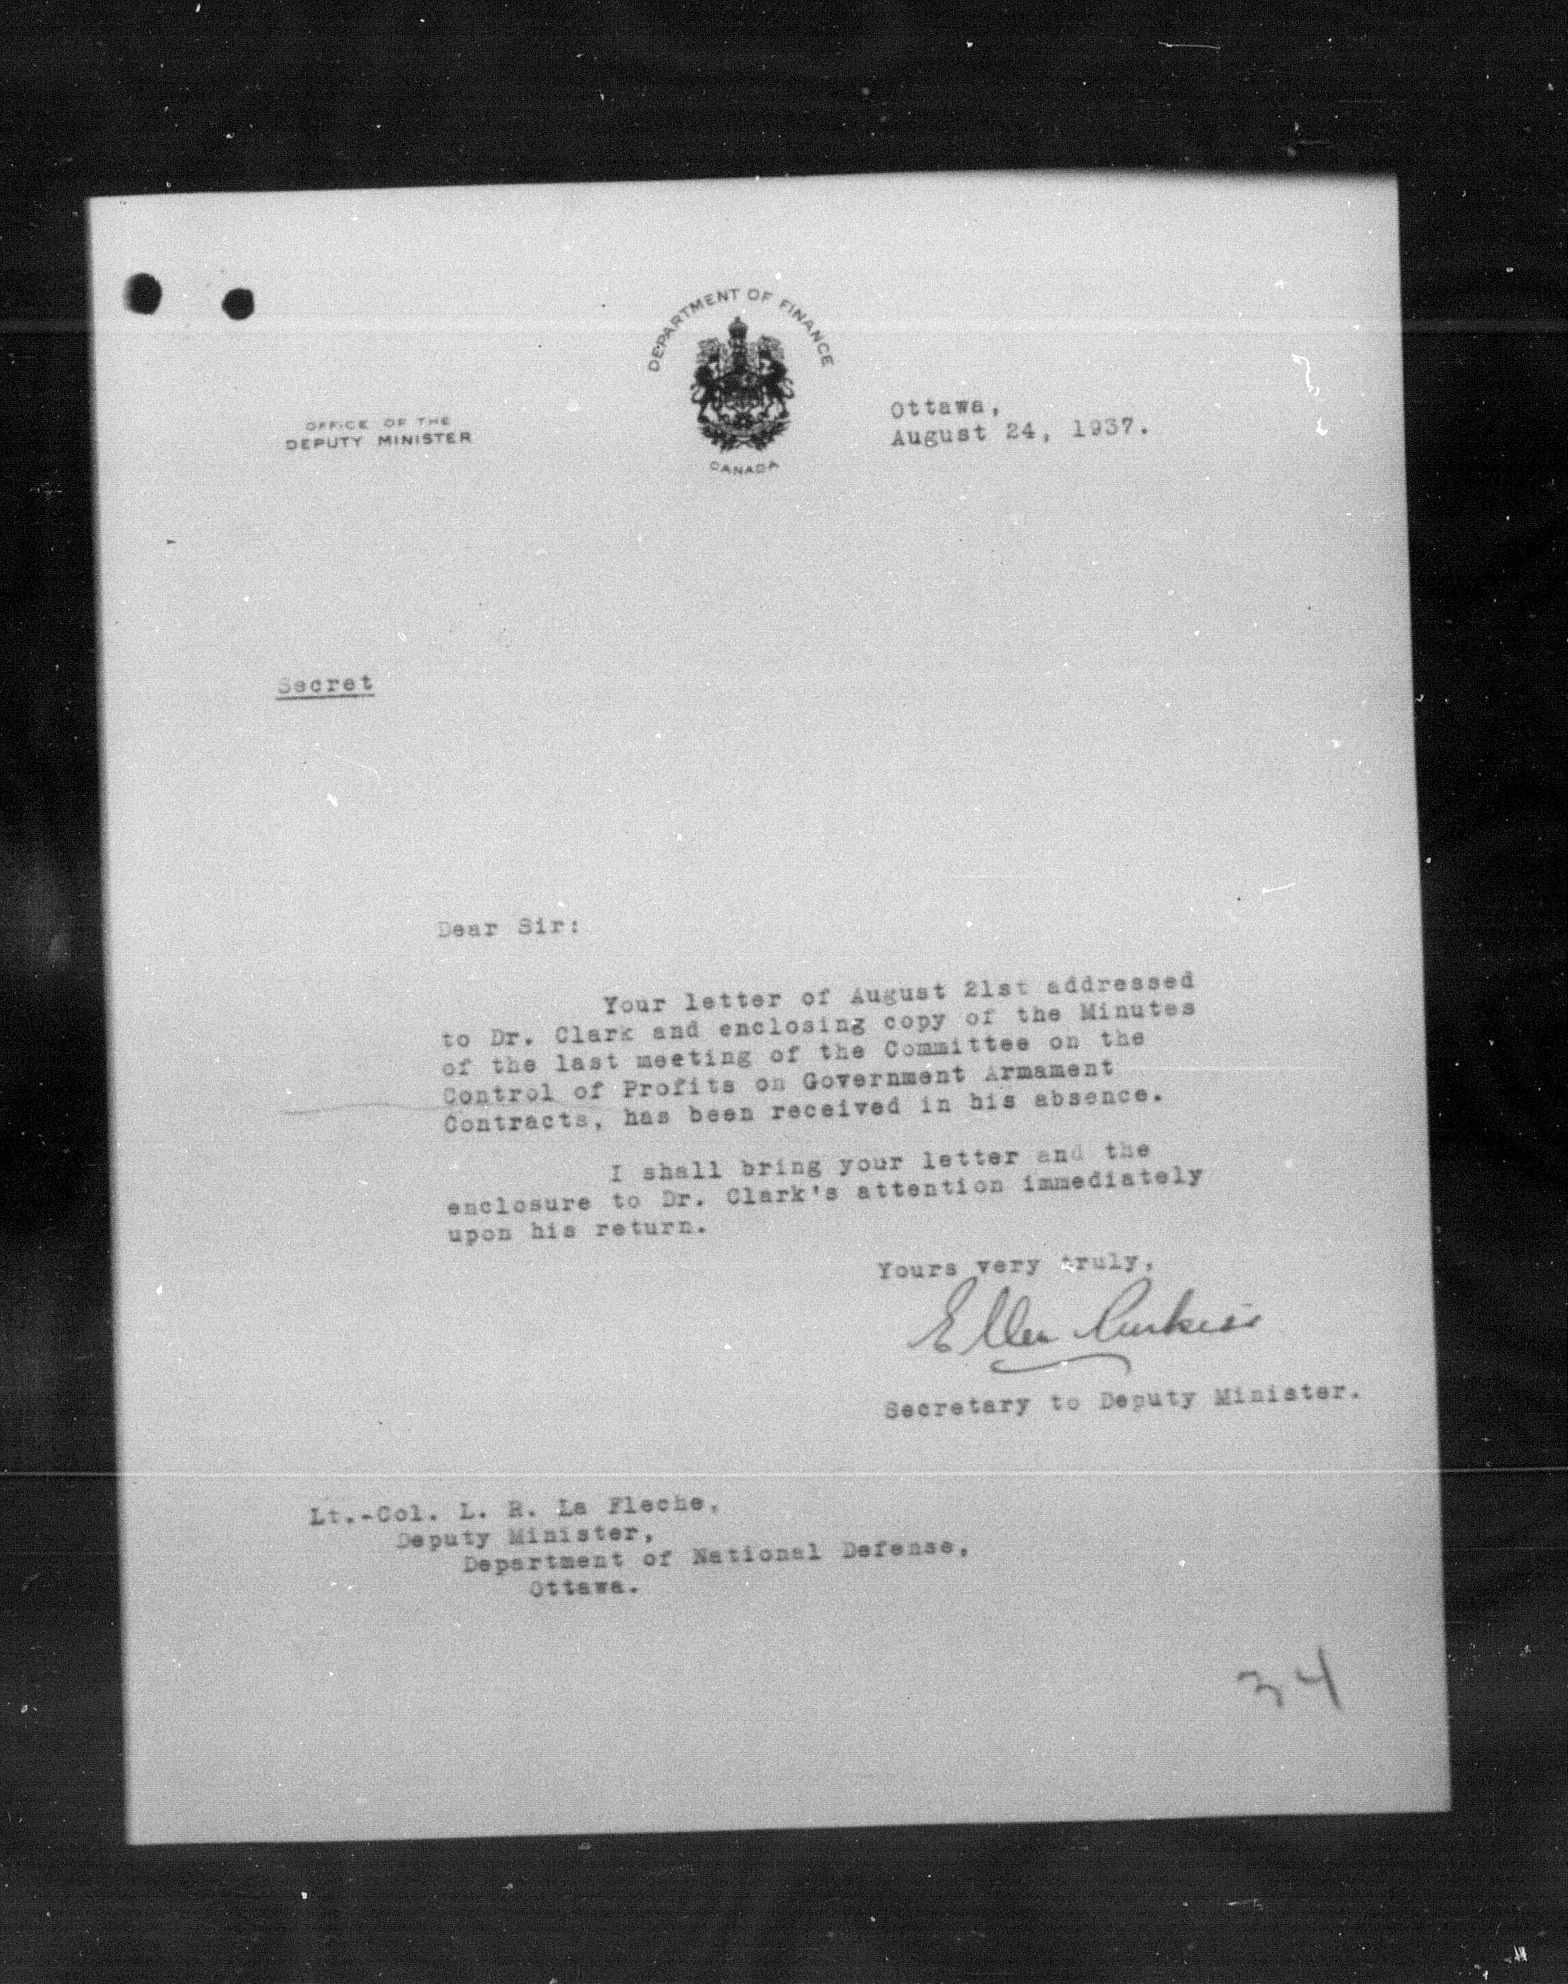 DEPARTMENT OF FINANCE
CANADA
OFFICE OF THE
DEPUTY MINISTER
Ottawa,
August 24, 1937.
Secret
Dear Sir:
Your letter of August 21st addressed
to Dr. Clark and enclosing copy of the Minutes
of the last meeting of the Committee on the
Control of Profits on Government Armament
Contracts, has been received in his absence.
I shall bring your letter and the
enclosure to Dr. Clark's attention immediately
upon his return.
Yours very truly,
Ellen
Secretary to Deputy Minister.
Lt.-Col. L. R. La Fleche,
Deputy Minister,
Department of National Defense,
Ottawa.
34